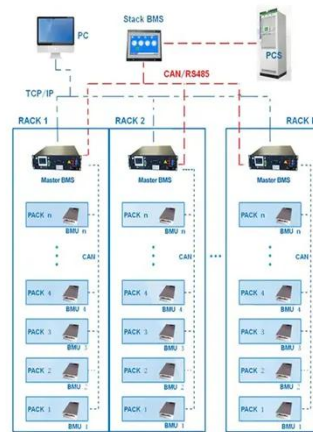 PC
Stack BMS
PCS
CAN/RS485
TCP/IP
RACK 1
RACK 2
RACK
Master BMS
Master BMS
Master BMS
PACK n
BMU n
CAN
PACK 4
BMU 4
PACK 3
BMU 3
PACK 2
BMU 2
PACK 1
BMU 1
PACK n
BMU n
CAN
PACK 4
BMU 4
PACK 3
BMU 3
PACK 2
BMU 2
PACK 1
BMU 1
PACK n
BMU n
CAN
PACK 4
BMU 4
PACK 3
BMU 3
PACK 2
BMU 2
PACK 1
BMU 1